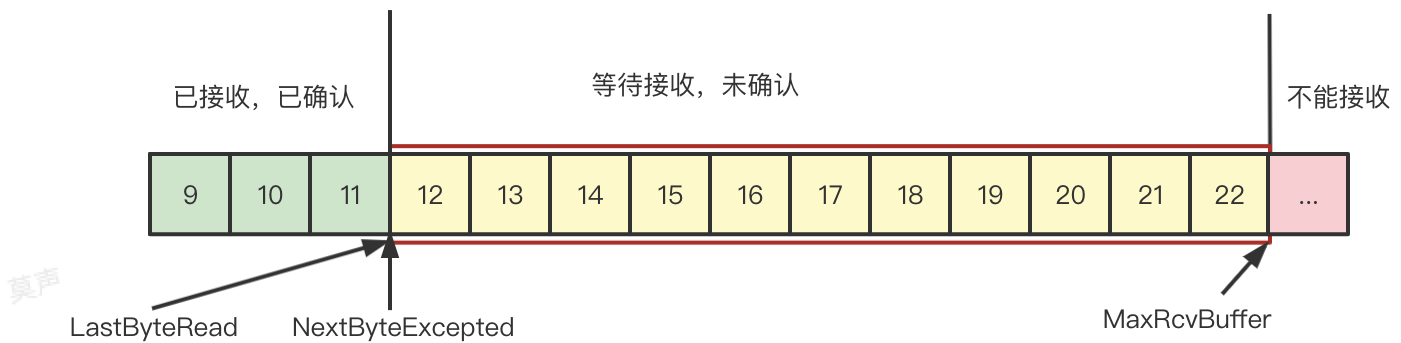 已接收，已确认
等待接收，未确认
不能接收
9 10 11 12 13 14 15 16 17 18 19 20 21 22 ...
莫声
LastByteRead
NextByteExcepted
MaxRcvBuffer